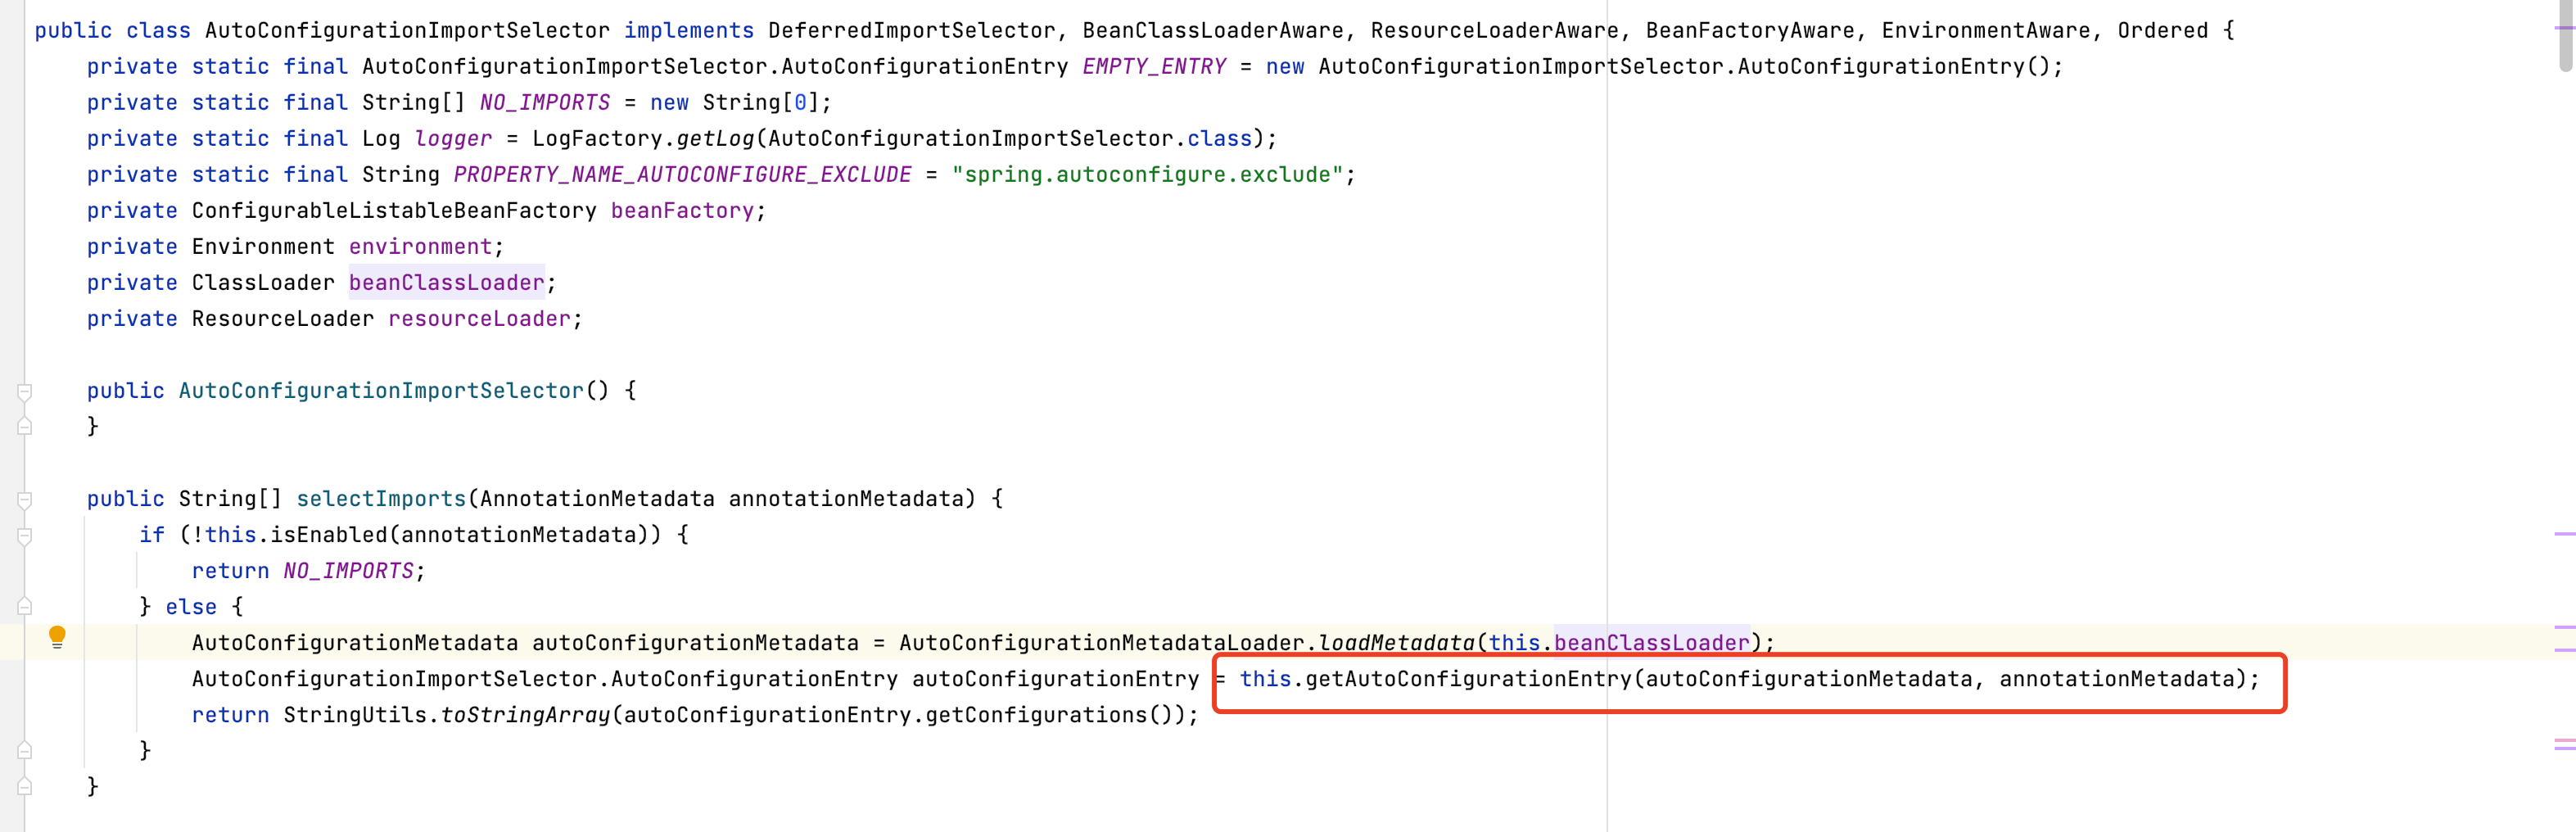 public class AutoConfigurationImportSelector implements DeferredImportSelector, BeanClassLoaderAware, ResourceLoaderAware, BeanFactoryAware, EnvironmentAware, Ordered {
    private static final AutoConfigurationImportSelector.AutoConfigurationEntry EMPTY_ENTRY = new AutoConfigurationImportSelector.AutoConfigurationEntry();
    private static final String[] NO_IMPORTS = new String[0];
    private static final Log logger = LogFactory.getLog(AutoConfigurationImportSelector.class);
    private static final String PROPERTY_NAME_AUTOCONFIGURE_EXCLUDE = "spring.autoconfigure.exclude";
    private ConfigurableListableBeanFactory beanFactory;
    private Environment environment;
    private ClassLoader beanClassLoader;
    private ResourceLoader resourceLoader;
    public AutoConfigurationImportSelector() {
    }
    public String[] selectImports(AnnotationMetadata annotationMetadata) {
        if (!this.isEnabled(annotationMetadata)) {
            return NO_IMPORTS;
        } else {
            AutoConfigurationMetadata autoConfigurationMetadata = AutoConfigurationMetadataLoader.loadMetadata(this.beanClassLoader);
            AutoConfigurationImportSelector.AutoConfigurationEntry autoConfigurationEntry = this.getAutoConfigurationEntry(autoConfigurationMetadata, annotationMetadata);
            return StringUtils.toStringArray(autoConfigurationEntry.getConfigurations());
        }
    }